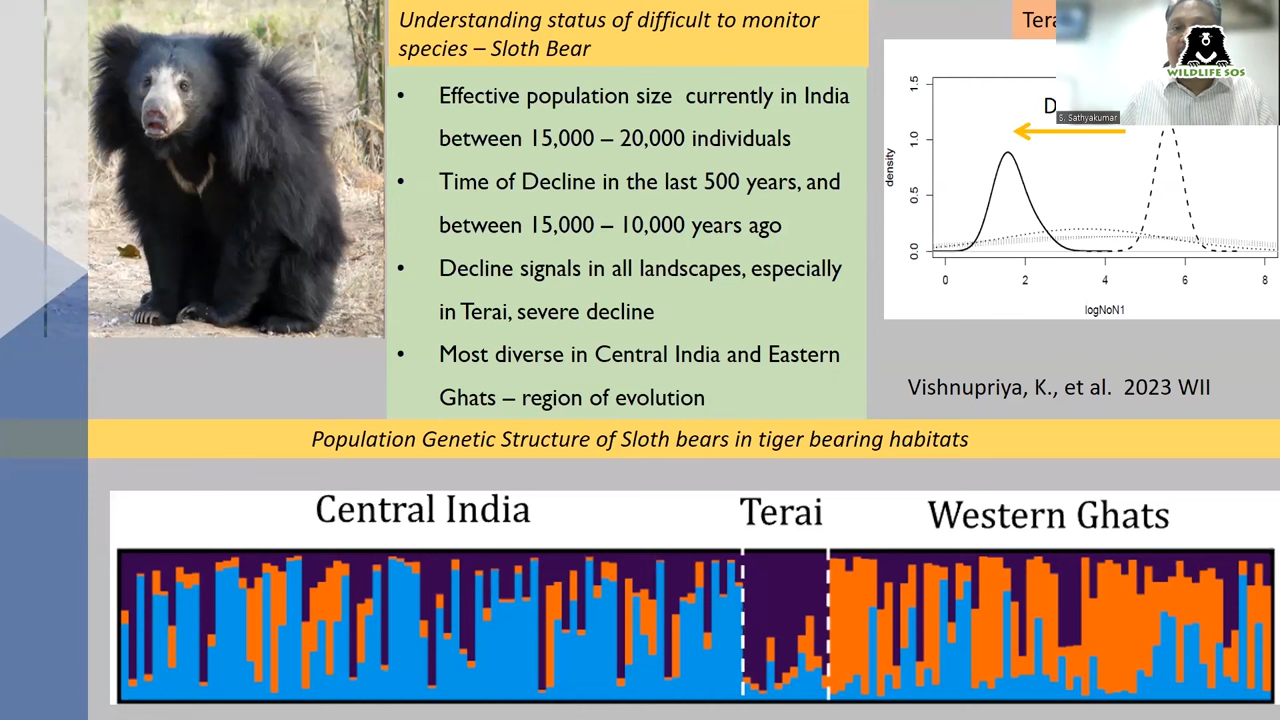 Understanding status of difficult to monitor
species – Sloth Bear
• Effective population size currently in India
between 15,000 – 20,000 individuals
• Time of Decline in the last 500 years, and
between 15,000 – 10,000 years ago
• Decline signals in all landscapes, especially
in Terai, severe decline
• Most diverse in Central India and Eastern
Ghats – region of evolution
WILDLIFE SOS
S. Sathyakumar
density
0.0
0.5
1.0
1.5
0 2 4 6 8
logNoN1
Vishnupriya, K., et al. 2023 WII
Population Genetic Structure of Sloth bears in tiger bearing habitats
Central India Terai Western Ghats